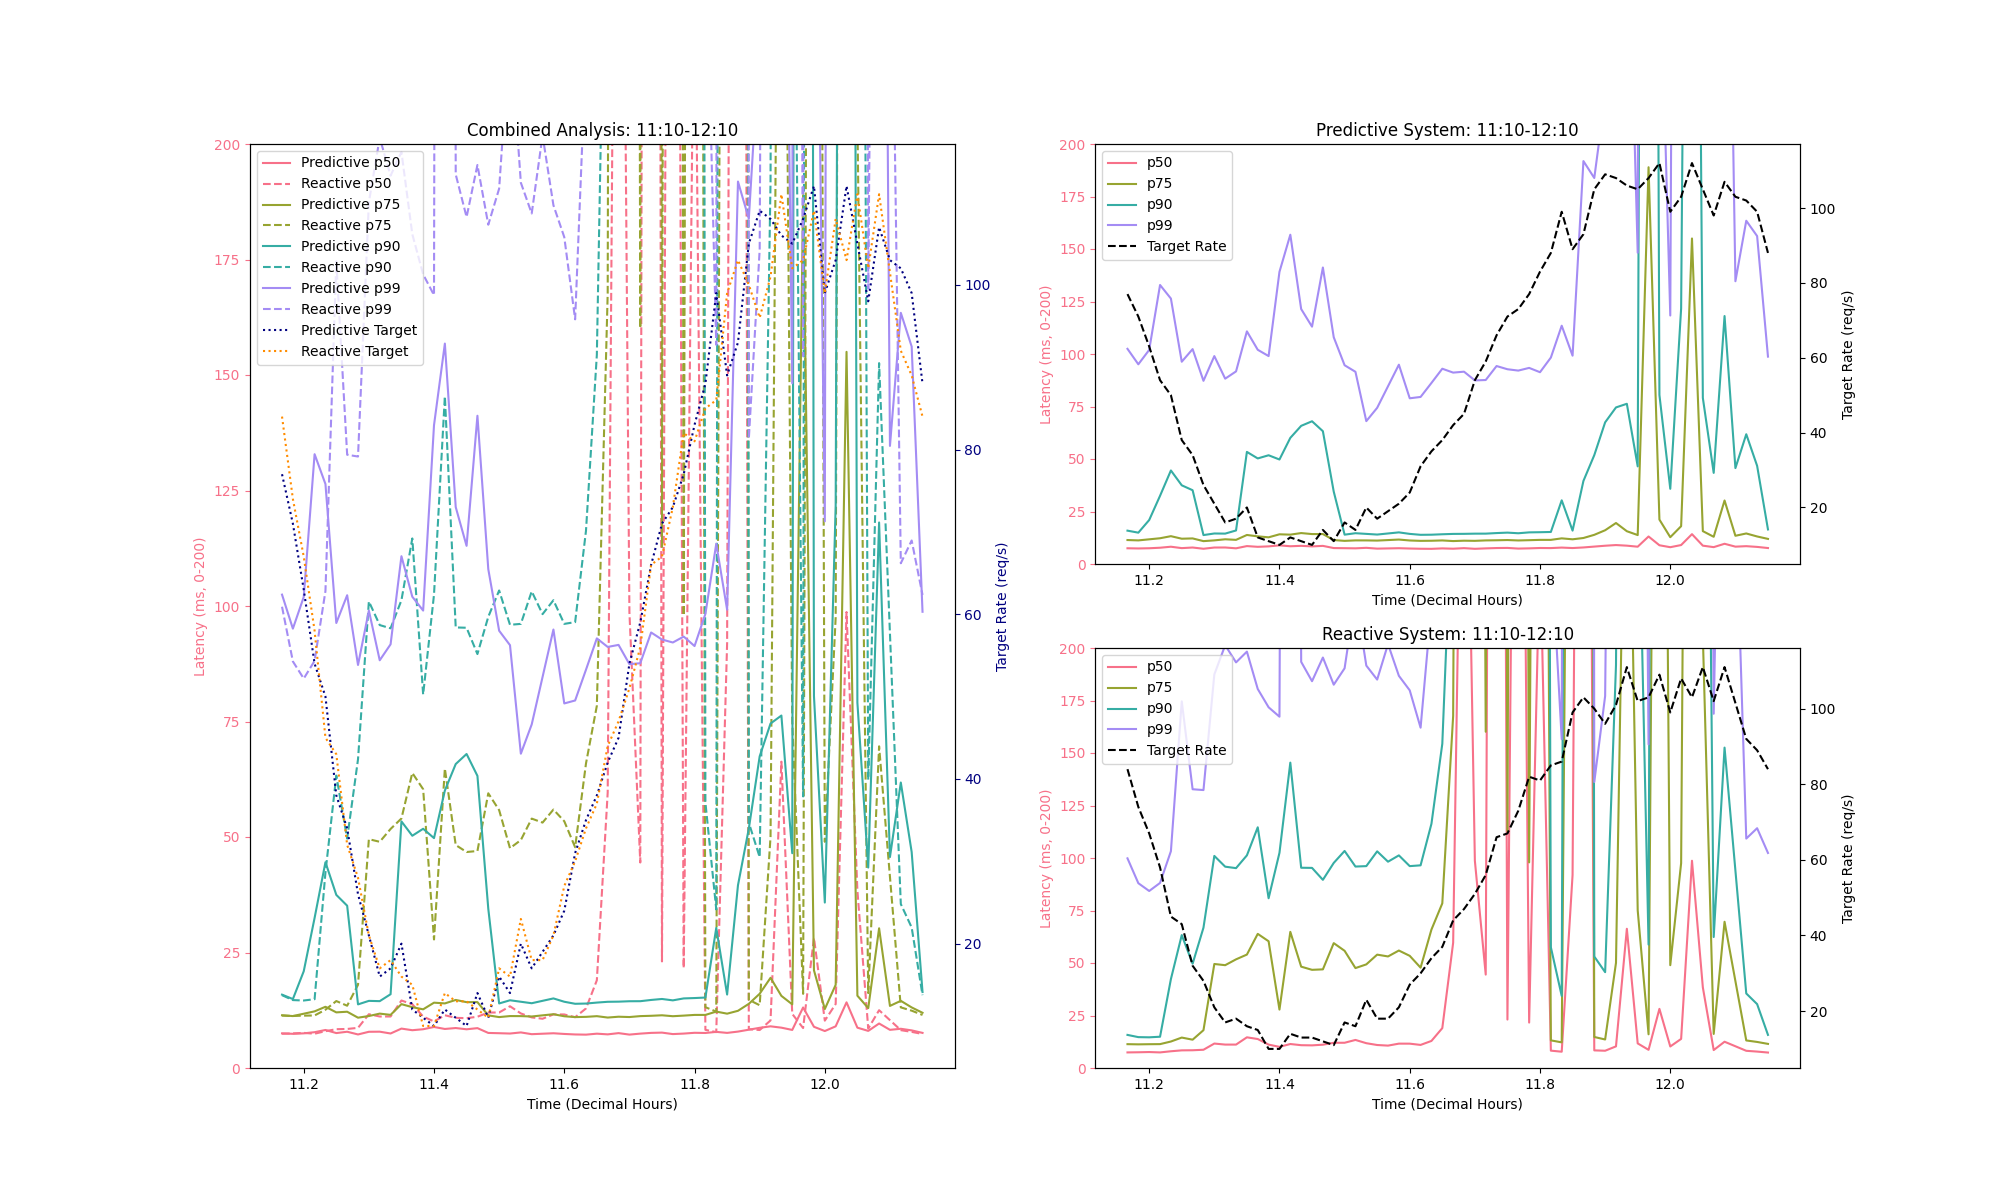 Combined Analysis: 11:10-12:10
200
175
150
125
100
75
50
25
0
Latency (ms, 0-200)
Predictive p50
Reactive p50
Predictive p75
Reactive p75
Predictive p90
Reactive p90
Predictive p99
Reactive p99
Predictive Target
Reactive Target
100
80
60
40
20
Target Rate (req/s)
11.2 11.4 11.6 11.8 12.0
Time (Decimal Hours)
Predictive System: 11:10-12:10
200
175
150
125
100
75
50
25
0
Latency (ms, 0-200)
p50
p75
p90
p99
Target Rate
100
80
60
40
20
Target Rate (req/s)
11.2 11.4 11.6 11.8 12.0
Time (Decimal Hours)
Reactive System: 11:10-12:10
200
175
150
125
100
75
50
25
0
Latency (ms, 0-200)
p50
p75
p90
p99
Target Rate
100
80
60
40
20
Target Rate (req/s)
11.2 11.4 11.6 11.8 12.0
Time (Decimal Hours)